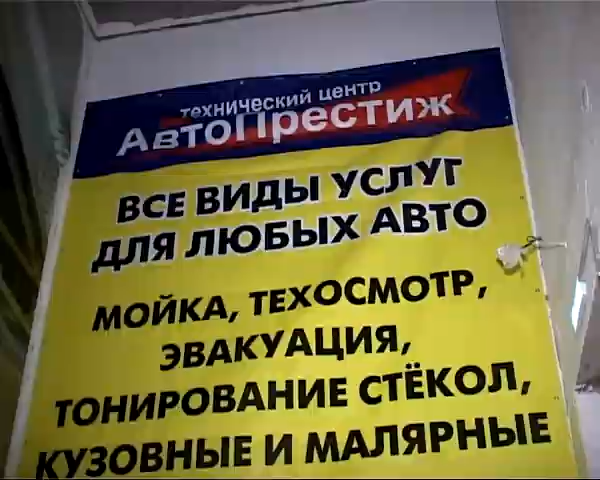 технический центр
АвтоПрестиж
ВСЕ ВИДЫ УСЛУГ
ДЛЯ ЛЮБЫХ АВТО
МОЙКА, ТЕХОСМОТР,
ЭВАКУАЦИЯ,
ТОНИРОВАНИЕ СТЁКОЛ,
КУЗОВНЫЕ И МАЛЯРНЫЕ